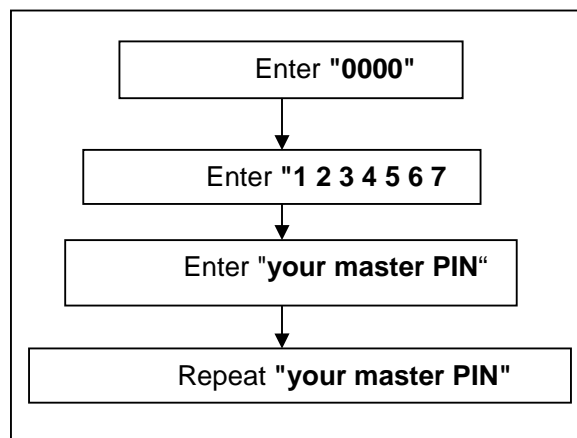 Enter "0000"
Enter "1 2 3 4 5 6 7
Enter "your master PIN“
Repeat "your master PIN"